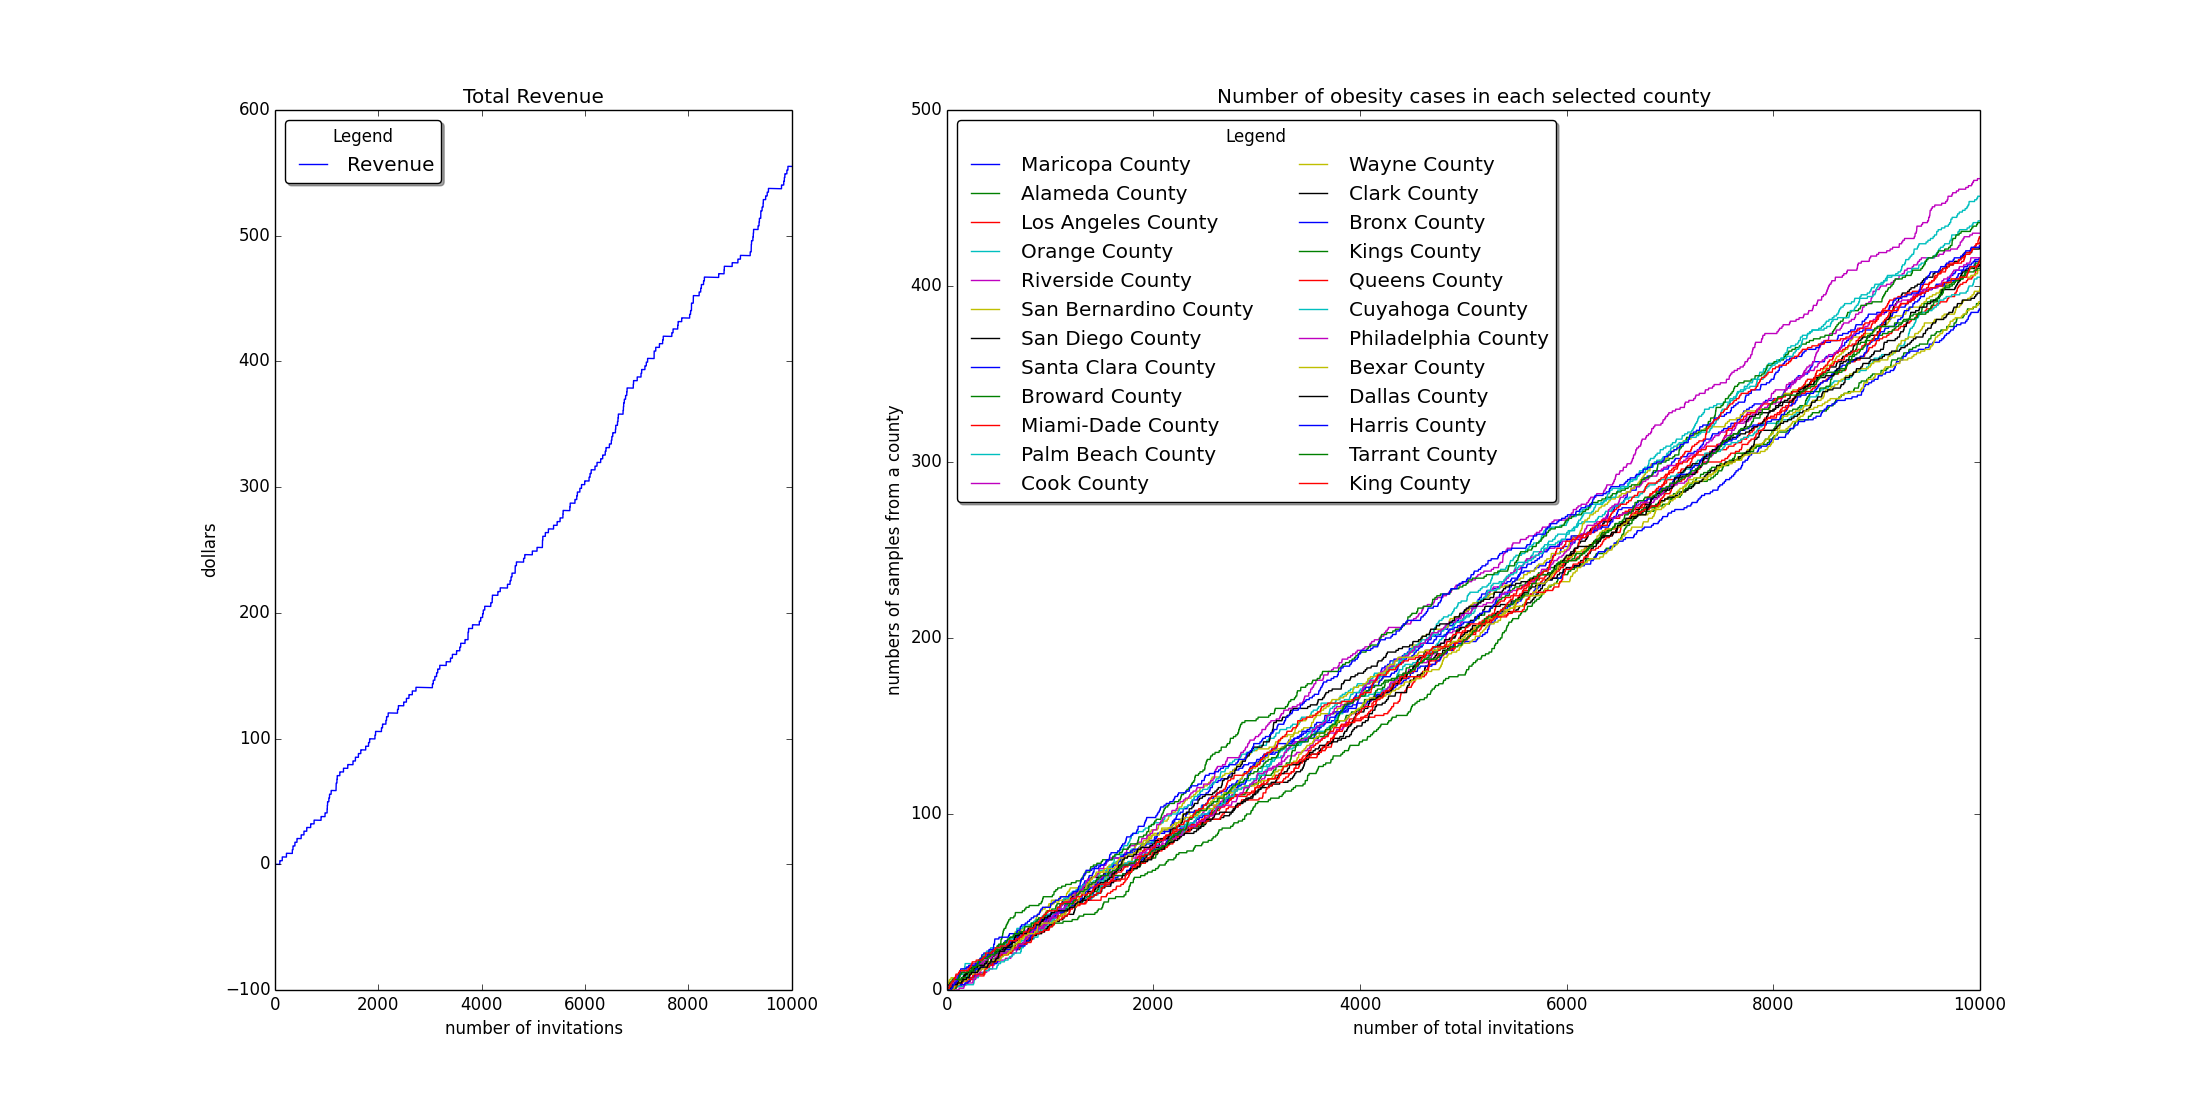 Total Revenue
600
500
400
300
200
100
0
−100
Legend
Revenue
dollars
0 2000 4000 6000 8000 10000
number of invitations
Number of obesity cases in each selected county
500
400
300
200
100
0
Legend
Maricopa County
Alameda County
Los Angeles County
Orange County
Riverside County
San Bernardino County
San Diego County
Santa Clara County
Broward County
Miami-Dade County
Palm Beach County
Cook County
Wayne County
Clark County
Bronx County
Kings County
Queens County
Cuyahoga County
Philadelphia County
Bexar County
Dallas County
Harris County
Tarrant County
King County
numbers of samples from a county
0 2000 4000 6000 8000 10000
number of total invitations